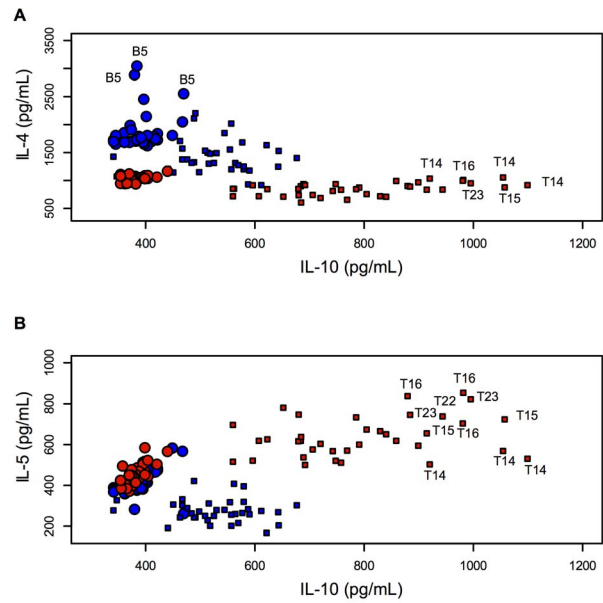 A
3500
2500
1500
500
IL-4 (pg/mL)
B5
B5
B5
T14
T16
T14
T23
T15
T14
400
600
800
1000
1200
IL-10 (pg/mL)
B
1000
800
600
400
200
IL-5 (pg/mL)
T16
T16
T23
T22
T23
T15
T15
T16
T14
T14
T14
400
600
800
1000
1200
IL-10 (pg/mL)